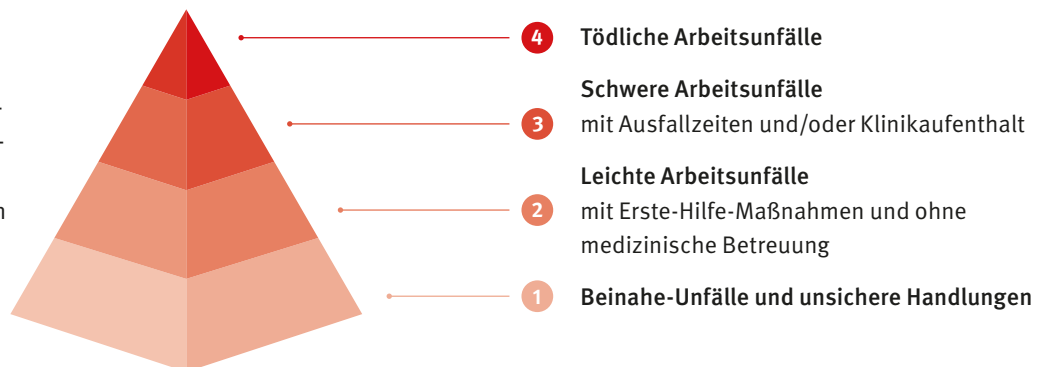 4 Tödliche Arbeitsunfälle
Schwere Arbeitsunfälle
3 mit Ausfallzeiten und/oder Klinikaufenthalt
Leichte Arbeitsunfälle
2 mit Erste-Hilfe-Maßnahmen und ohne
medizinische Betreuung
1 Beinahe-Unfälle und unsichere Handlungen